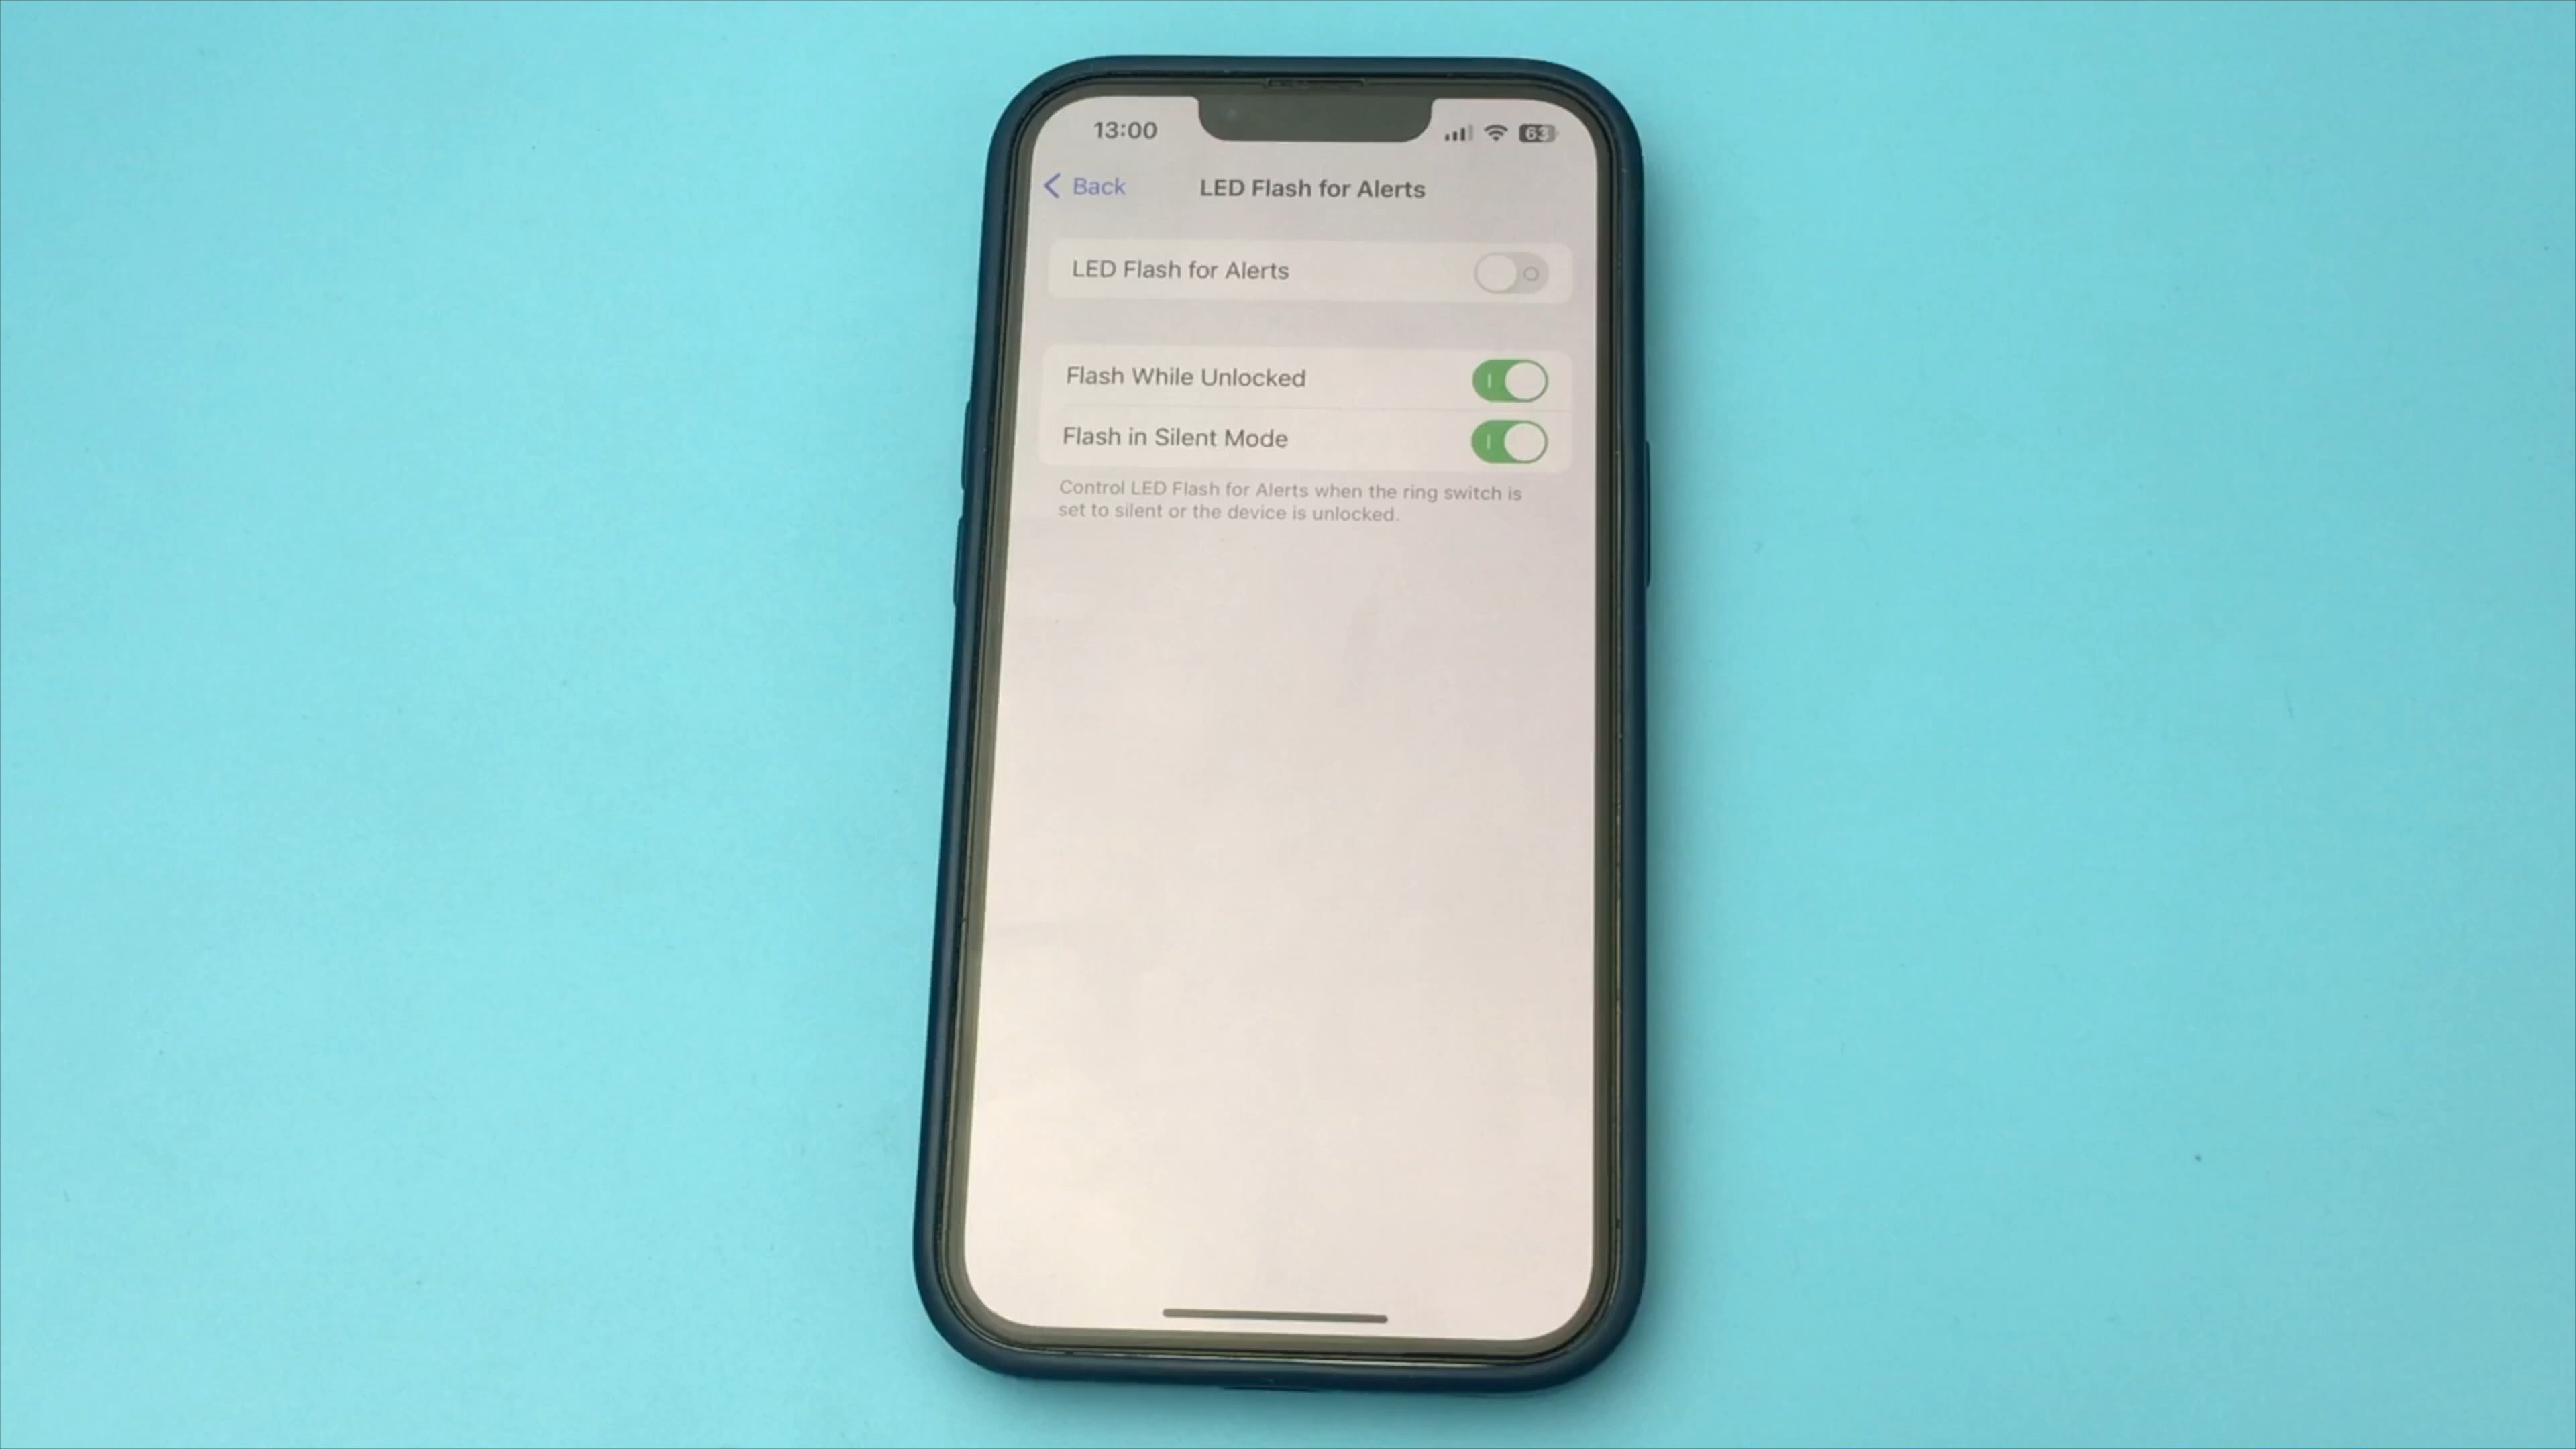 13:00 63
Back LED Flash for Alerts
LED Flash for Alerts
Flash While Unlocked
Flash in Silent Mode
Control LED Flash for Alerts when the ring switch is
set to silent or the device is unlocked.